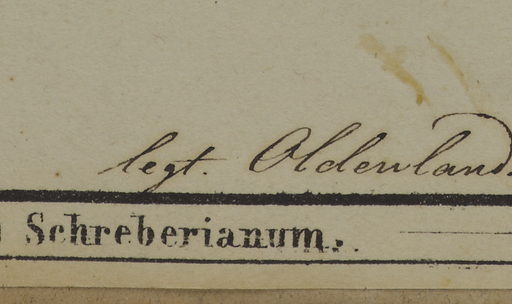 legt. Oldenland.
Schreberianum.